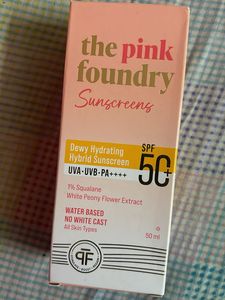 the pink
foundry
Sunscreens
Dewy Hydrating
Hybrid Sunscreen
SPF
50+
UVA·UVB·PA++++
1% Squalane
White Peony Flower Extract
WATER BASED
NO WHITE CAST
All Skin Types
50 ml